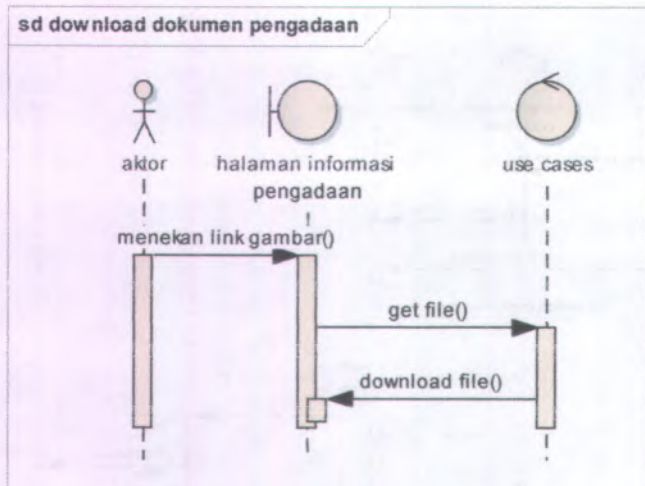 sd download dokumen pengadaan
aktor
halaman informasi
pengadaan
use cases
menekan link gambar()
get file()
download file()